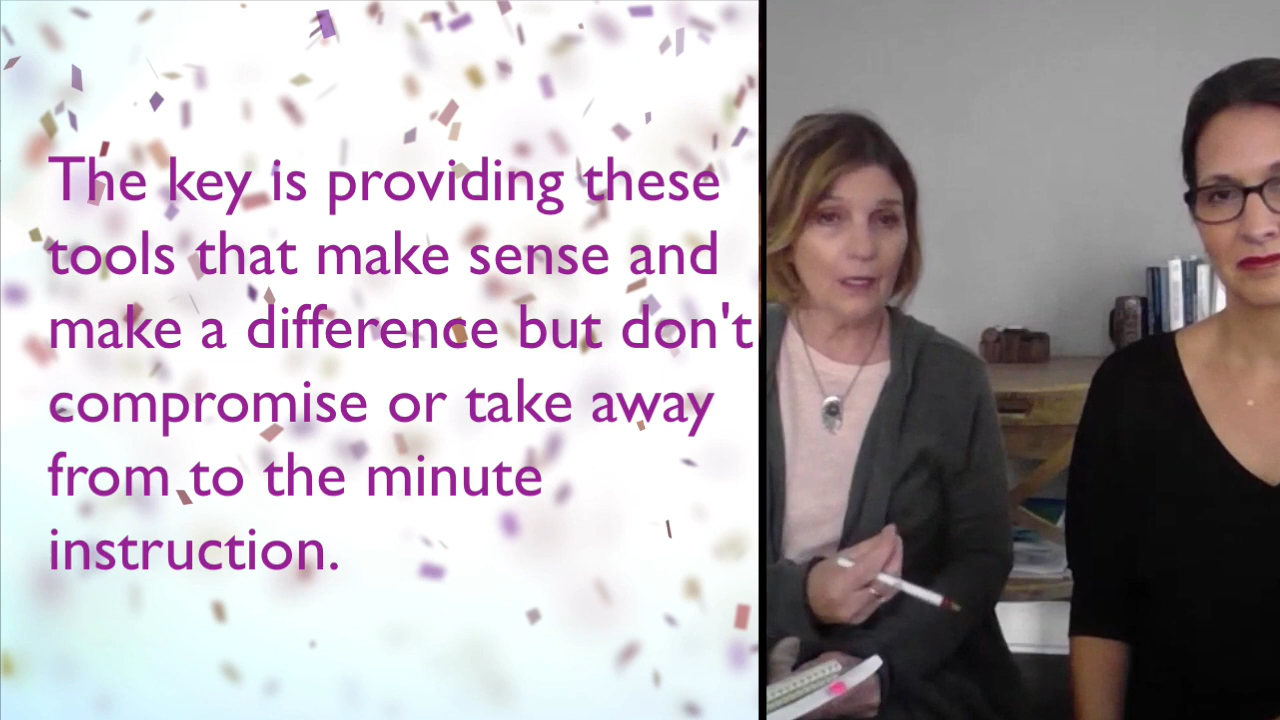 The key is providing these
tools that make sense and
make a difference but don't
compromise or take away
from to the minute
instruction.